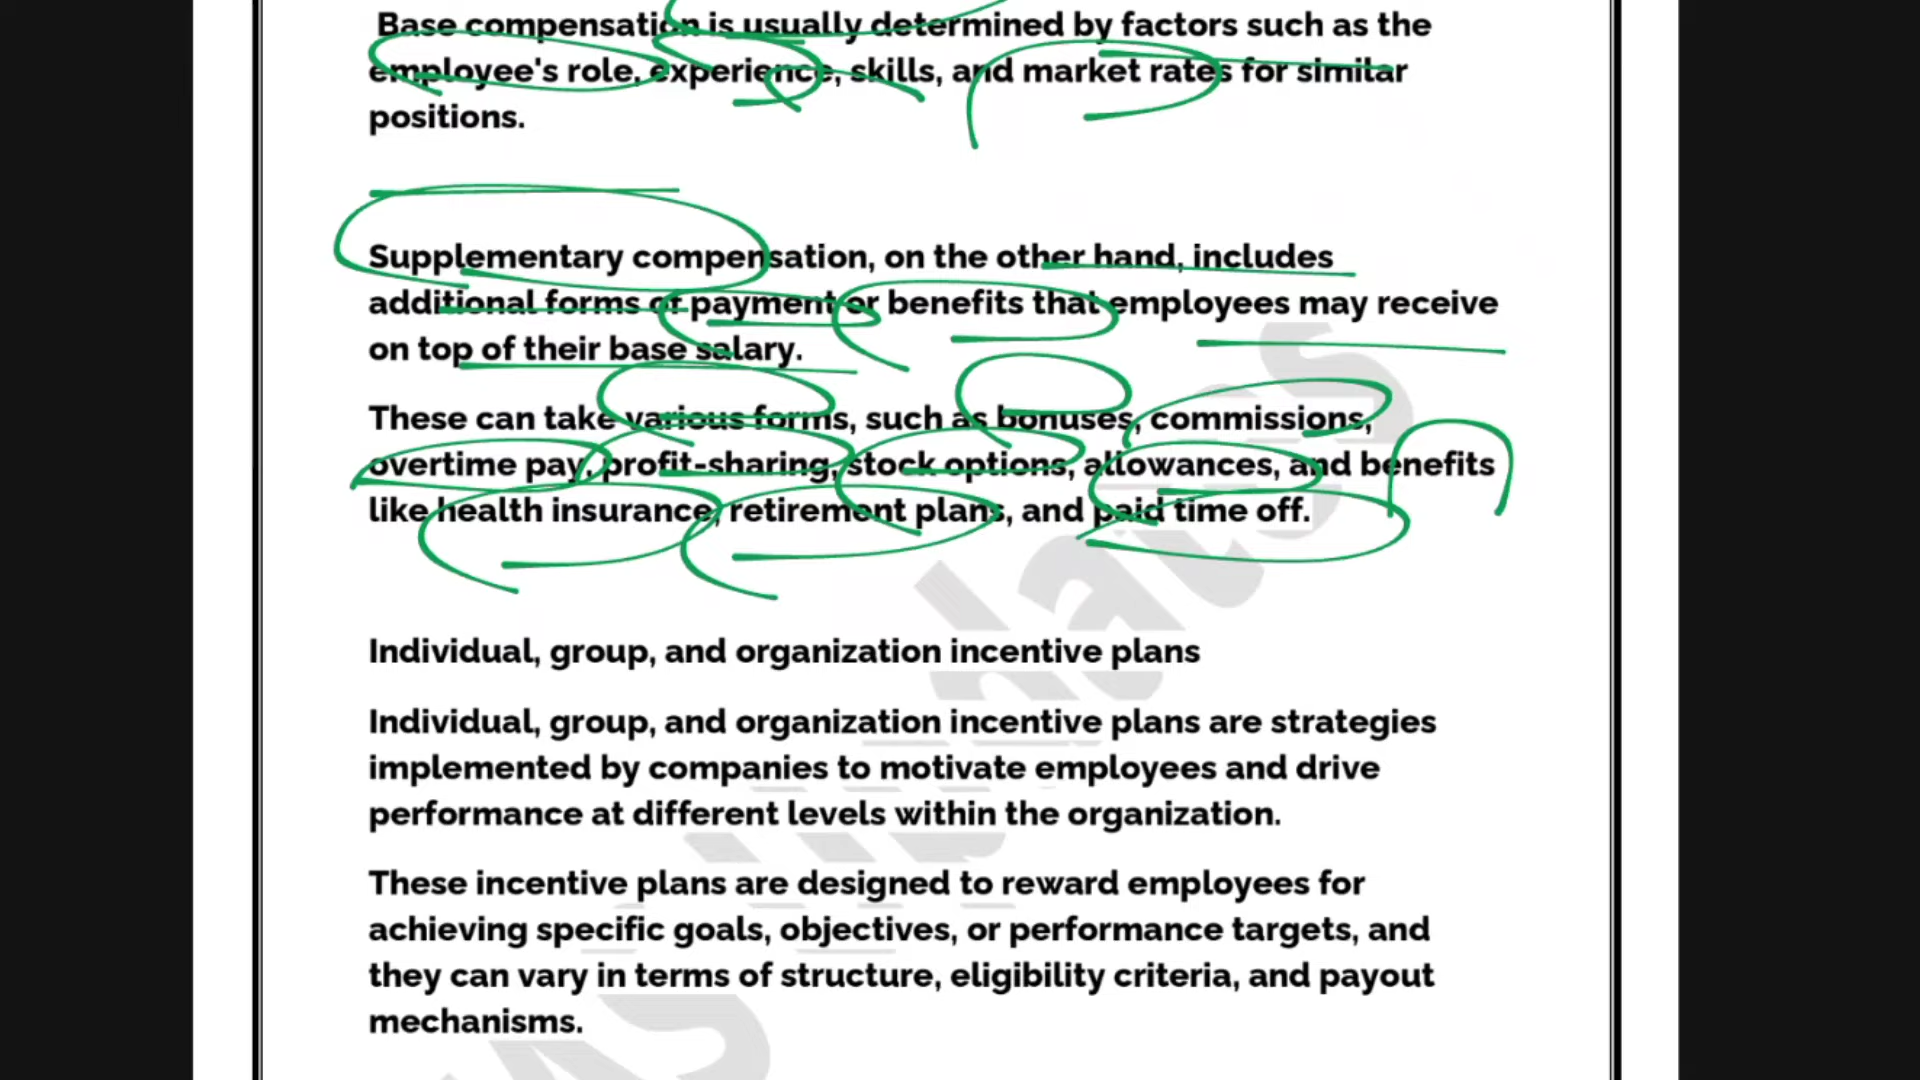 Base compensation is usually determined by factors such as the
employee's role, experience, skills, and market rates for similar
positions.
Supplementary compensation, on the other hand, includes
additional forms of payment or benefits that employees may receive
on top of their base salary.
These can take various forms, such as bonuses, commissions,
overtime pay, profit-sharing, stock options, allowances, and benefits
like health insurance, retirement plans, and paid time off.
Individual, group, and organization incentive plans
Individual, group, and organization incentive plans are strategies
implemented by companies to motivate employees and drive
performance at different levels within the organization.
These incentive plans are designed to reward employees for
achieving specific goals, objectives, or performance targets, and
they can vary in terms of structure, eligibility criteria, and payout
mechanisms.